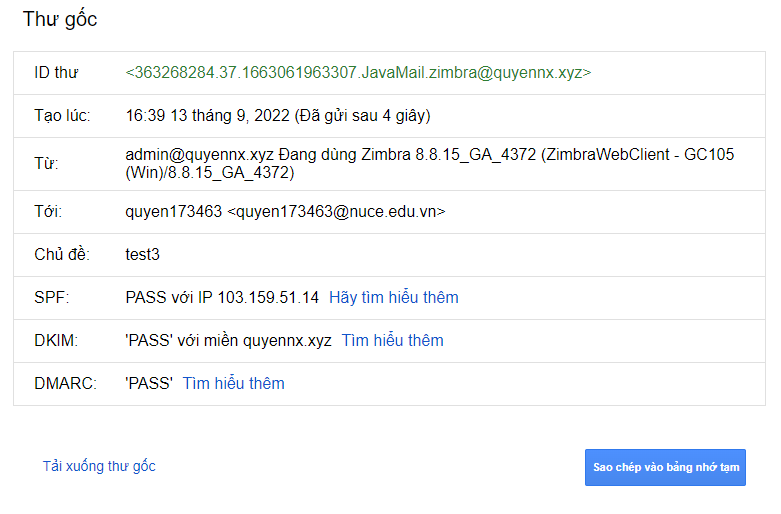 Thư gốc
ID thư <363268284.37.1663061963307.JavaMail.zimbra@quyennx.xyz>
Tạo lúc: 16:39 13 tháng 9, 2022 (Đã gửi sau 4 giây)
Từ: admin@quyennx.xyz Đang dùng Zimbra 8.8.15_GA_4372 (ZimbraWebClient - GC105
(Win)/8.8.15_GA_4372)
Tới: quyen173463 <quyen173463@nuce.edu.vn>
Chủ đề: test3
SPF: PASS với IP 103.159.51.14 Hãy tìm hiểu thêm
DKIM: 'PASS' với miền quyennx.xyz Tìm hiểu thêm
DMARC: 'PASS' Tìm hiểu thêm
Tải xuống thư gốc Sao chép vào bảng nhớ tạm